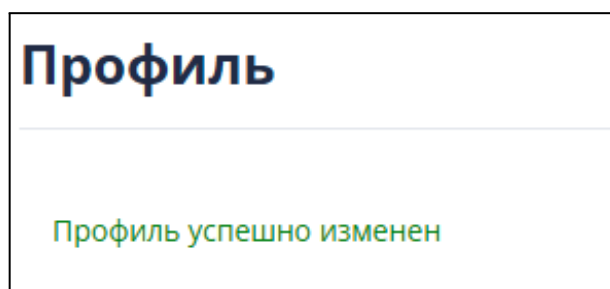 Профиль
Профиль успешно изменен